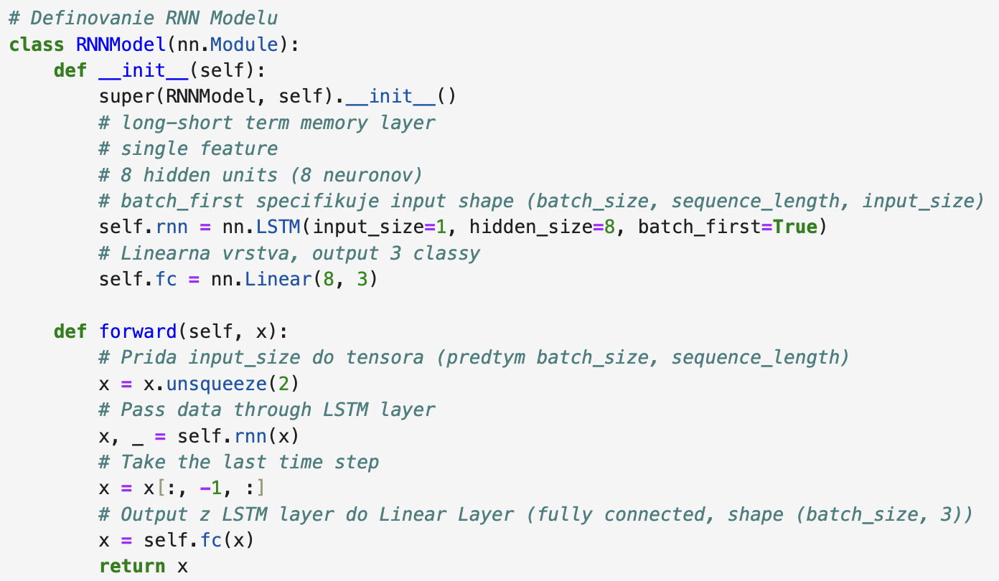 # Definovanie RNN Modelu
class RNNModel(nn.Module):
    def __init__(self):
        super(RNNModel, self).__init__()
        # long-short term memory layer
        # single feature
        # 8 hidden units (8 neuronov)
        # batch_first specifikuje input shape (batch_size, sequence_length, input_size)
        self.rnn = nn.LSTM(input_size=1, hidden_size=8, batch_first=True)
        # Linearna vrstva, output 3 classy
        self.fc = nn.Linear(8, 3)

    def forward(self, x):
        # Prida input_size do tensora (predtym batch_size, sequence_length)
        x = x.unsqueeze(2)
        # Pass data through LSTM layer
        x, _ = self.rnn(x)
        # Take the last time step
        x = x[:, -1, :]
        # Output z LSTM layer do Linear Layer (fully connected, shape (batch_size, 3))
        x = self.fc(x)
        return x